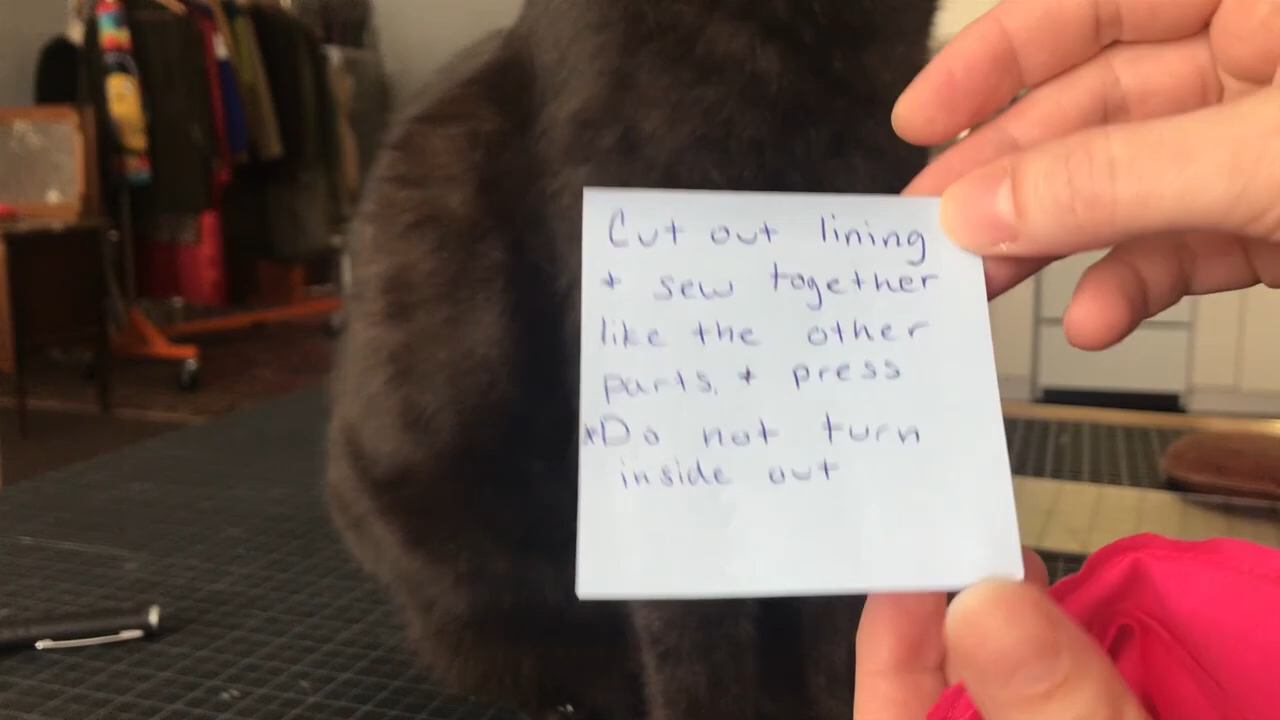 Cut out lining
+ sew together
like the other
parts. + press
*Do not turn
inside out